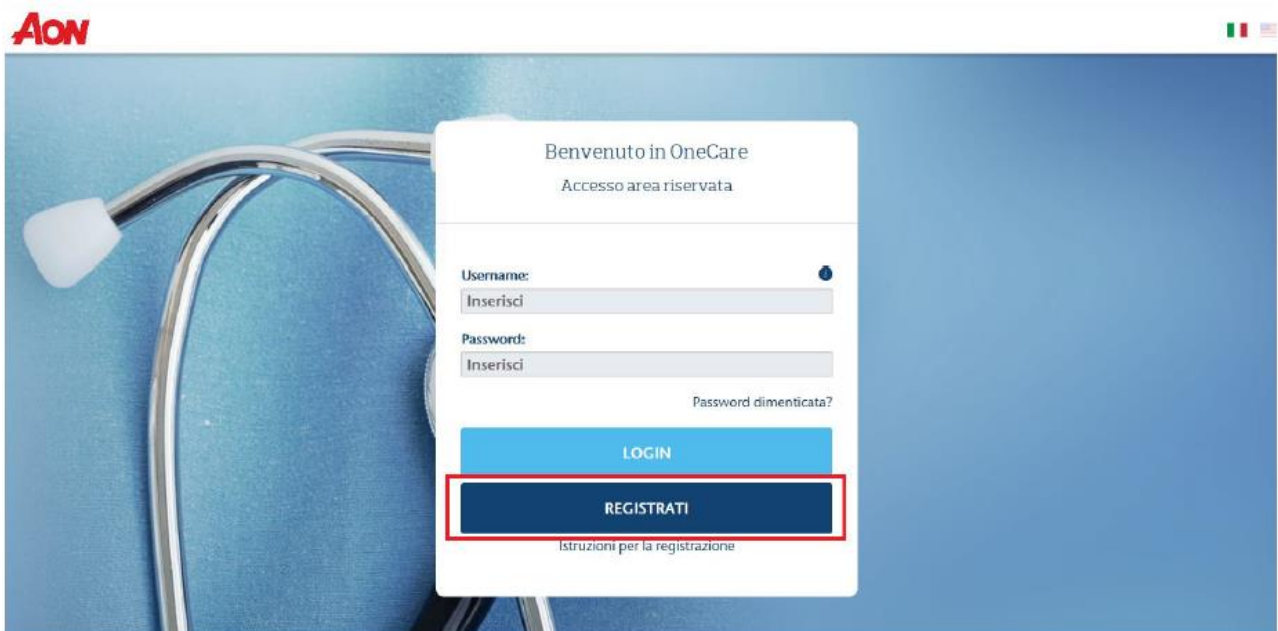 AON
Benvenuto in OneCare
Accesso area riservata
Username:
Inserisci
Password:
Inserisci
Password dimenticata?
LOGIN
REGISTRATI
Istruzioni per la registrazione